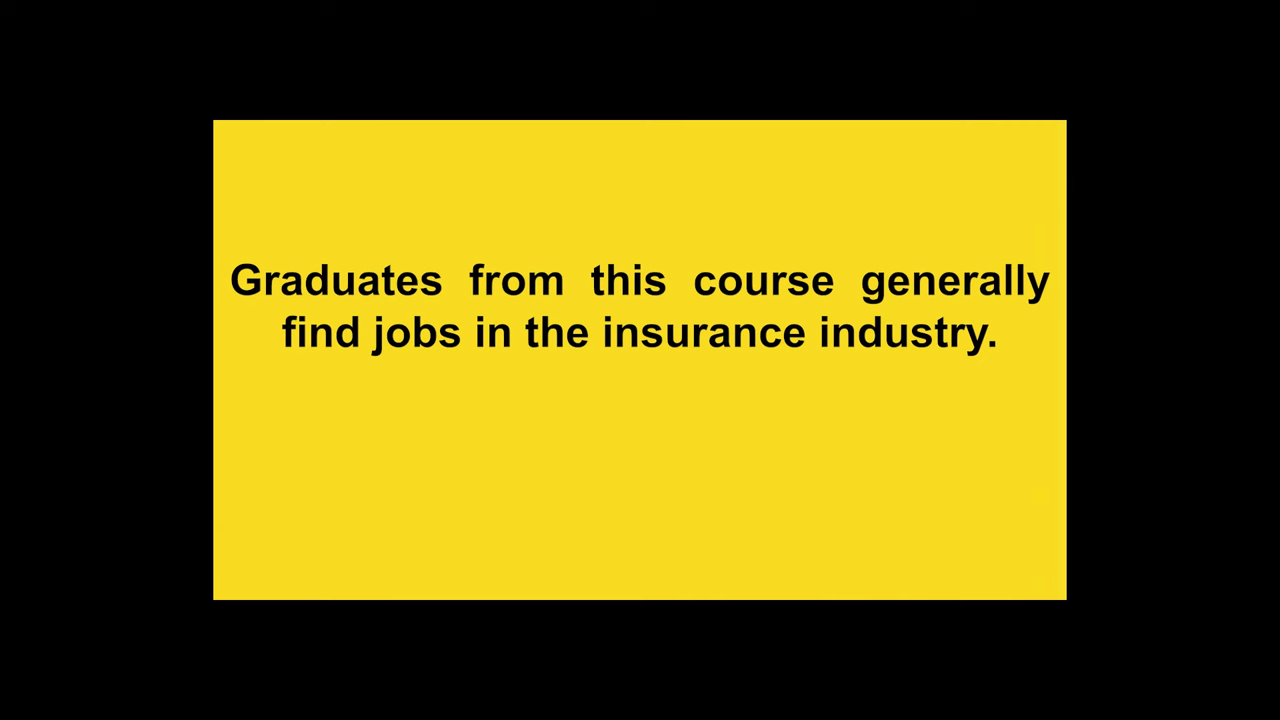 Graduates from this course generally
find jobs in the insurance industry.